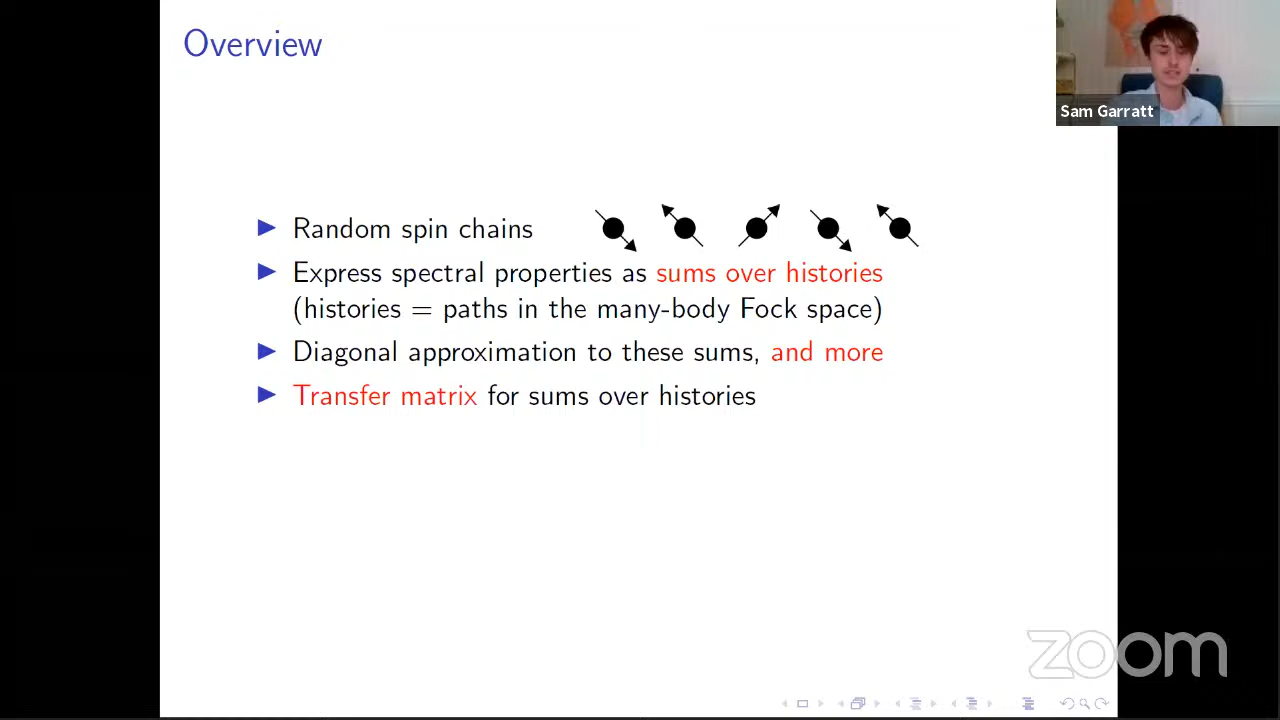 Overview
Sam Garratt
Random spin chains
Express spectral properties as sums over histories
(histories = paths in the many-body Fock space)
Diagonal approximation to these sums, and more
Transfer matrix for sums over histories
zoom